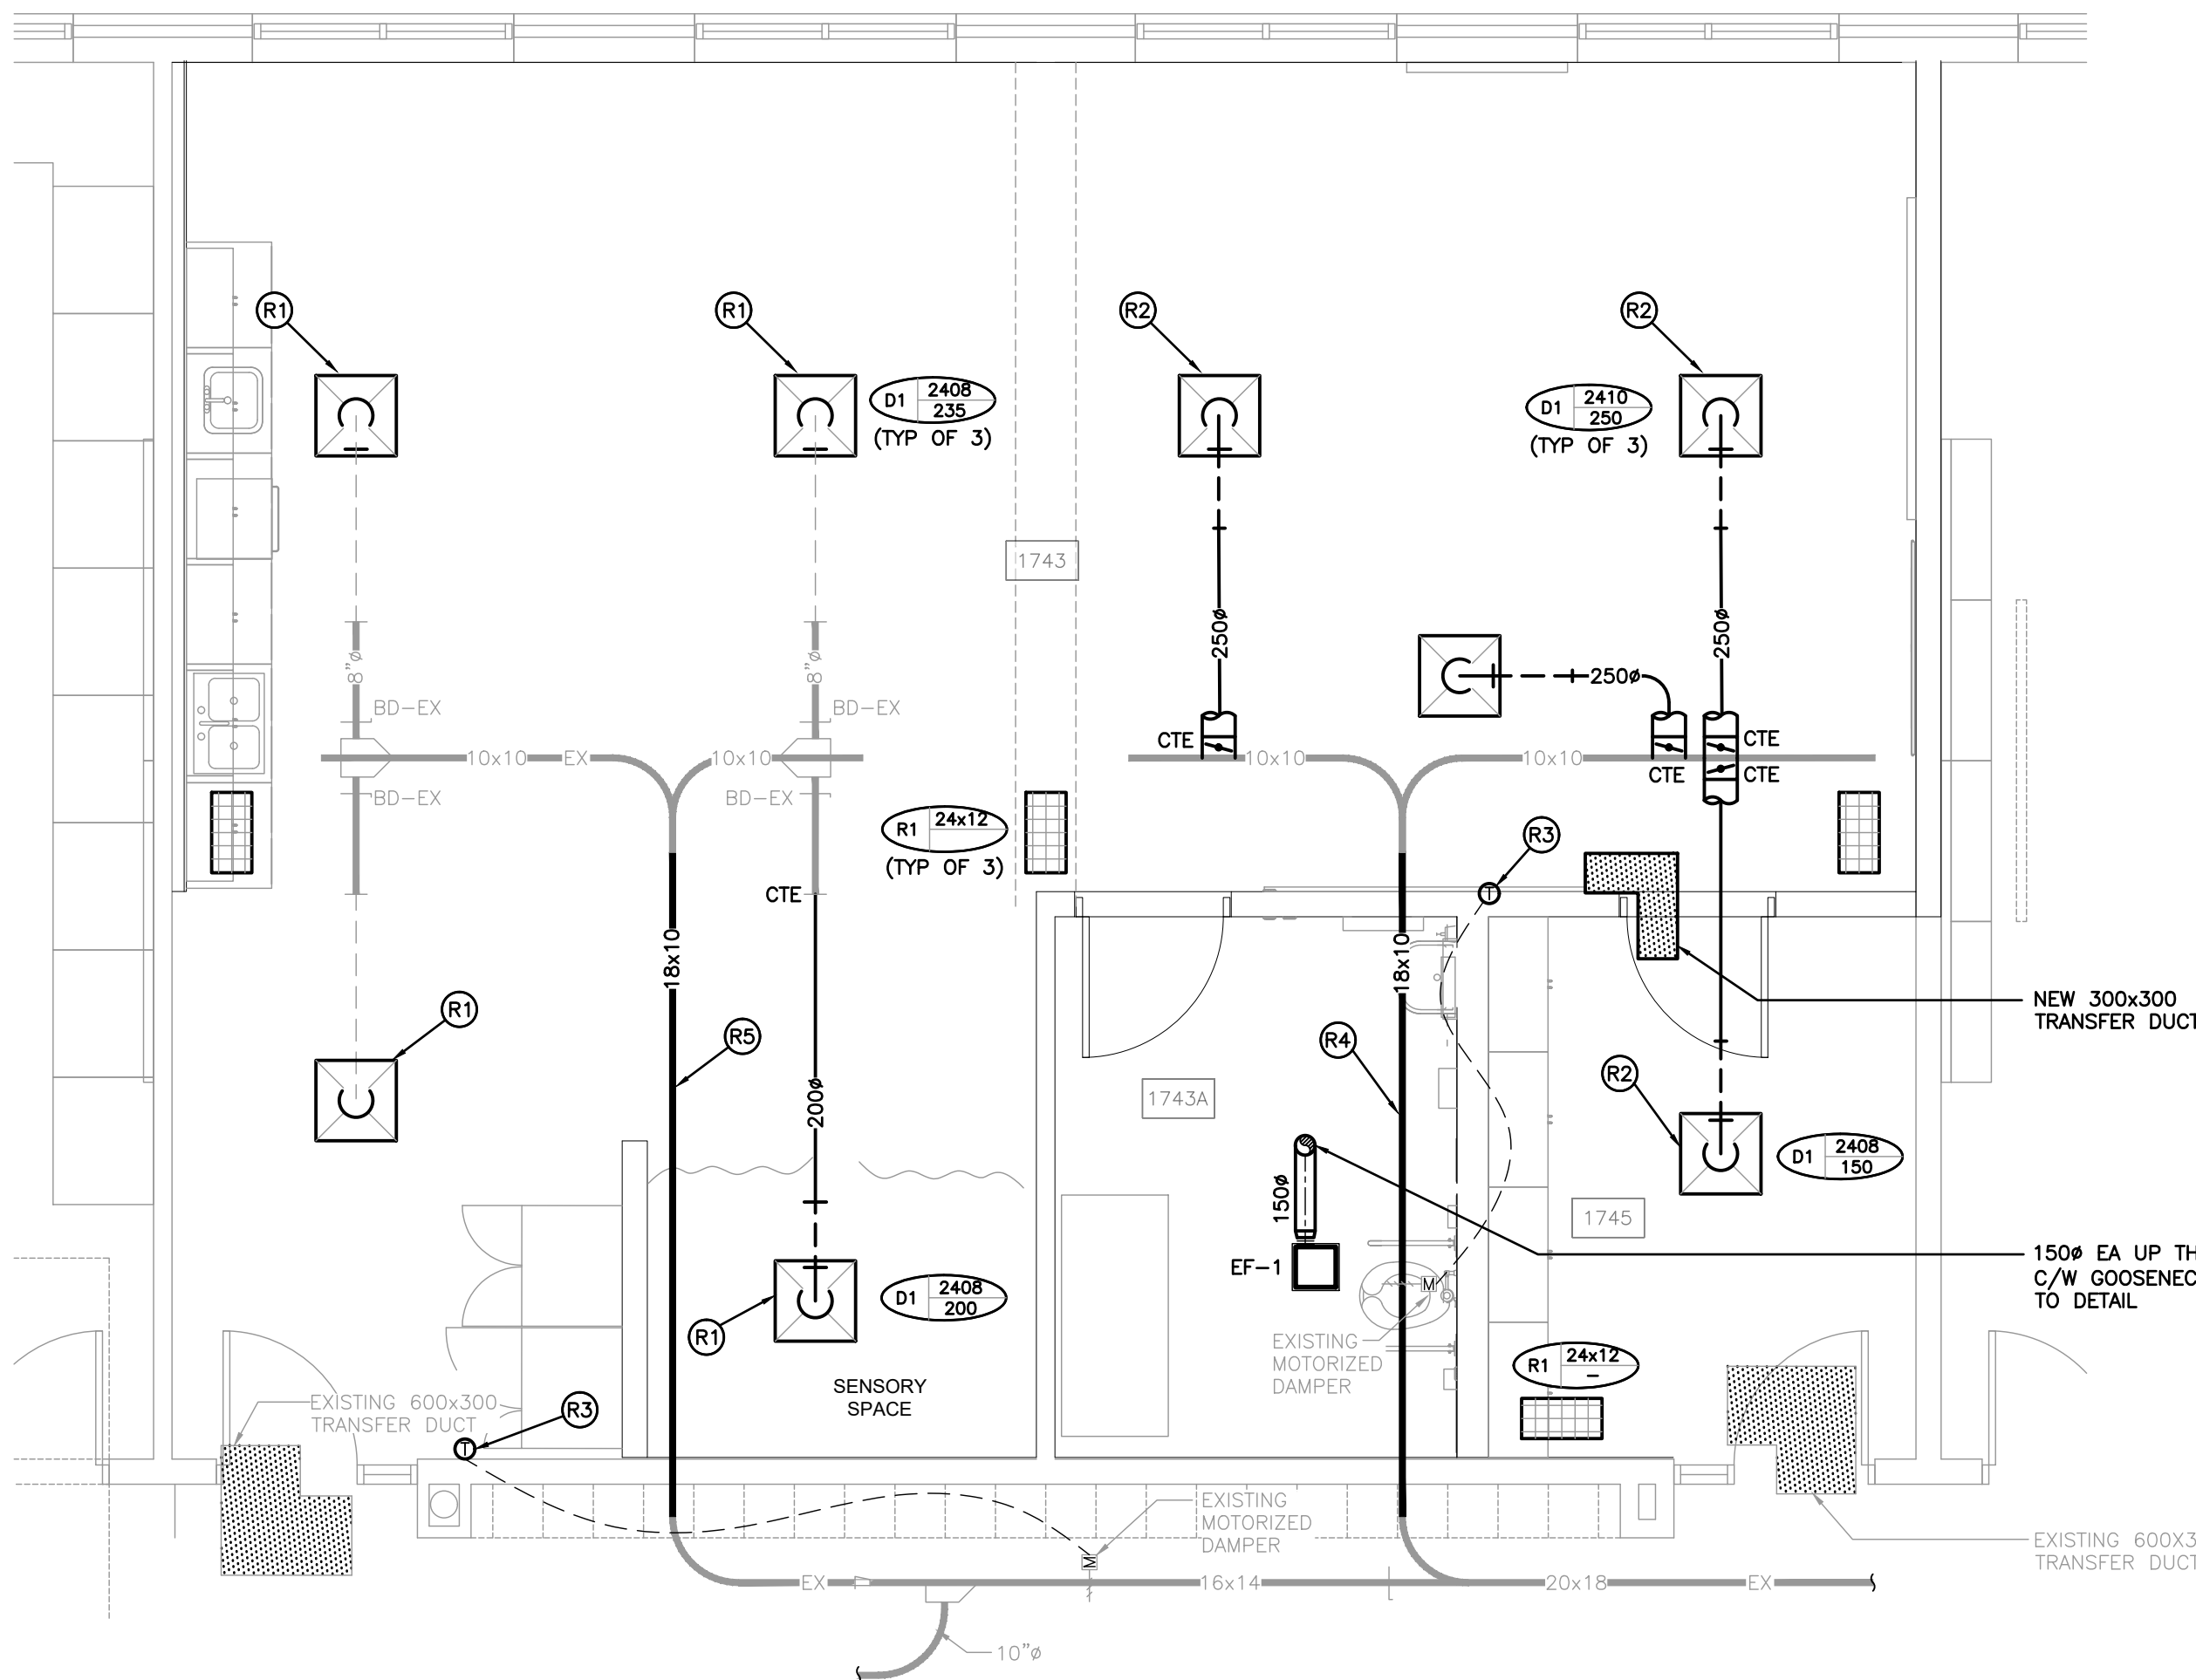 R1
R1
R2
R2
D1 2408
235
(TYP OF 3)
D1 2410
250
(TYP OF 3)
1743
8"ø
8"ø
250ø
250ø
250ø
BD-EX
BD-EX
CTE
CTE
CTE
CTE
10x10
EX
10x10
10x10
10x10
BD-EX
BD-EX
R1 24x12
(TYP OF 3)
R3
CTE
18x10
18x10
R1
R5
R4
R2
NEW 300x300
TRANSFER DUCT
200ø
1743A
D1 2408
150
150ø
1745
EF-1
M
150ø EA UP
C/W
TO DETAIL
D1 2408
200
R1
EXISTING
MOTORIZED
DAMPER
R1 24x12
-
SENSORY
SPACE
EXISTING 600x300
TRANSFER DUCT
R3
T
T
EXISTING
MOTORIZED
DAMPER
M
EXISTING
TRANSFER DUCT
EX
16x14
20x18
EX
10"ø